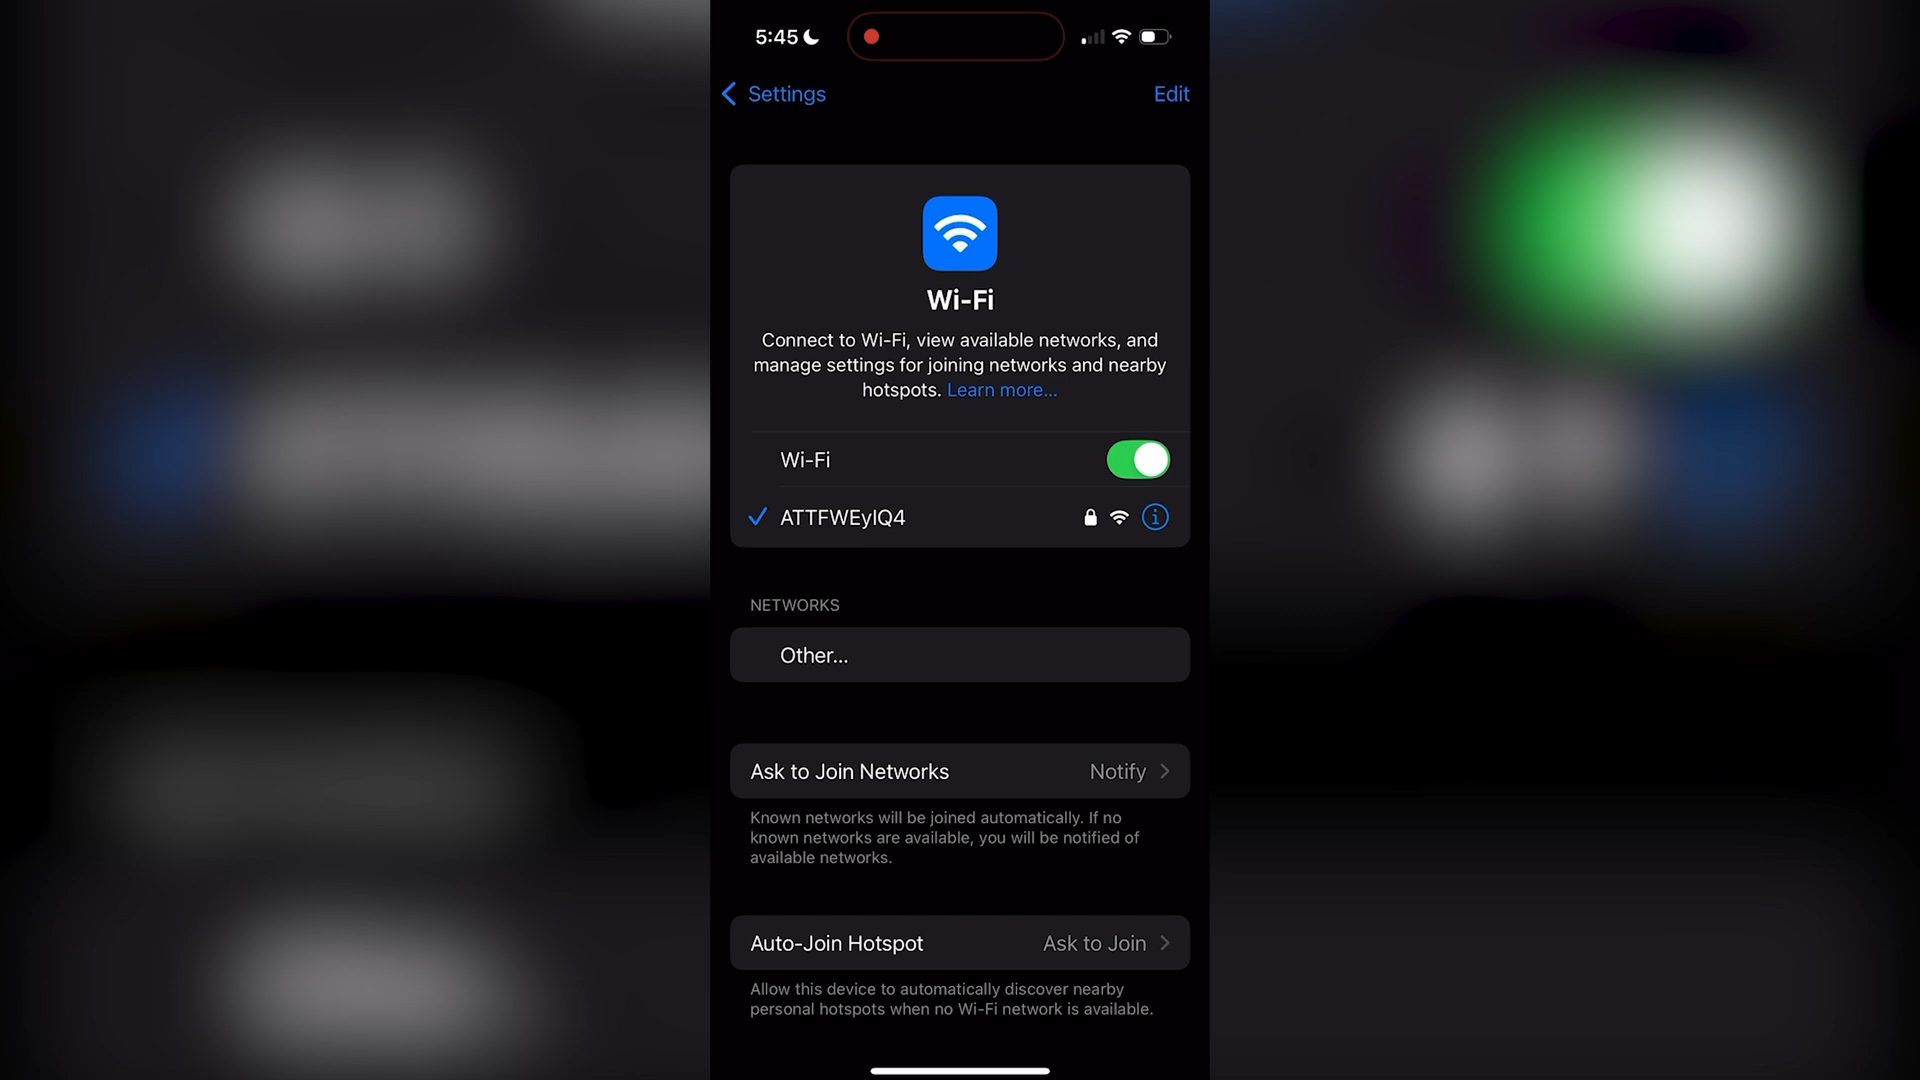 5:45
Settings
Edit
Wi-Fi
Connect to Wi-Fi, view available networks, and
manage settings for joining networks and nearby
hotspots. Learn more...
Wi-Fi
ATTFWEyIQ4
NETWORKS
Other...
Ask to Join Networks Notify
Known networks will be joined automatically. If no
known networks are available, you will be notified of
available networks.
Auto-Join Hotspot Ask to Join
Allow this device to automatically discover nearby
personal hotspots when no Wi-Fi network is available.